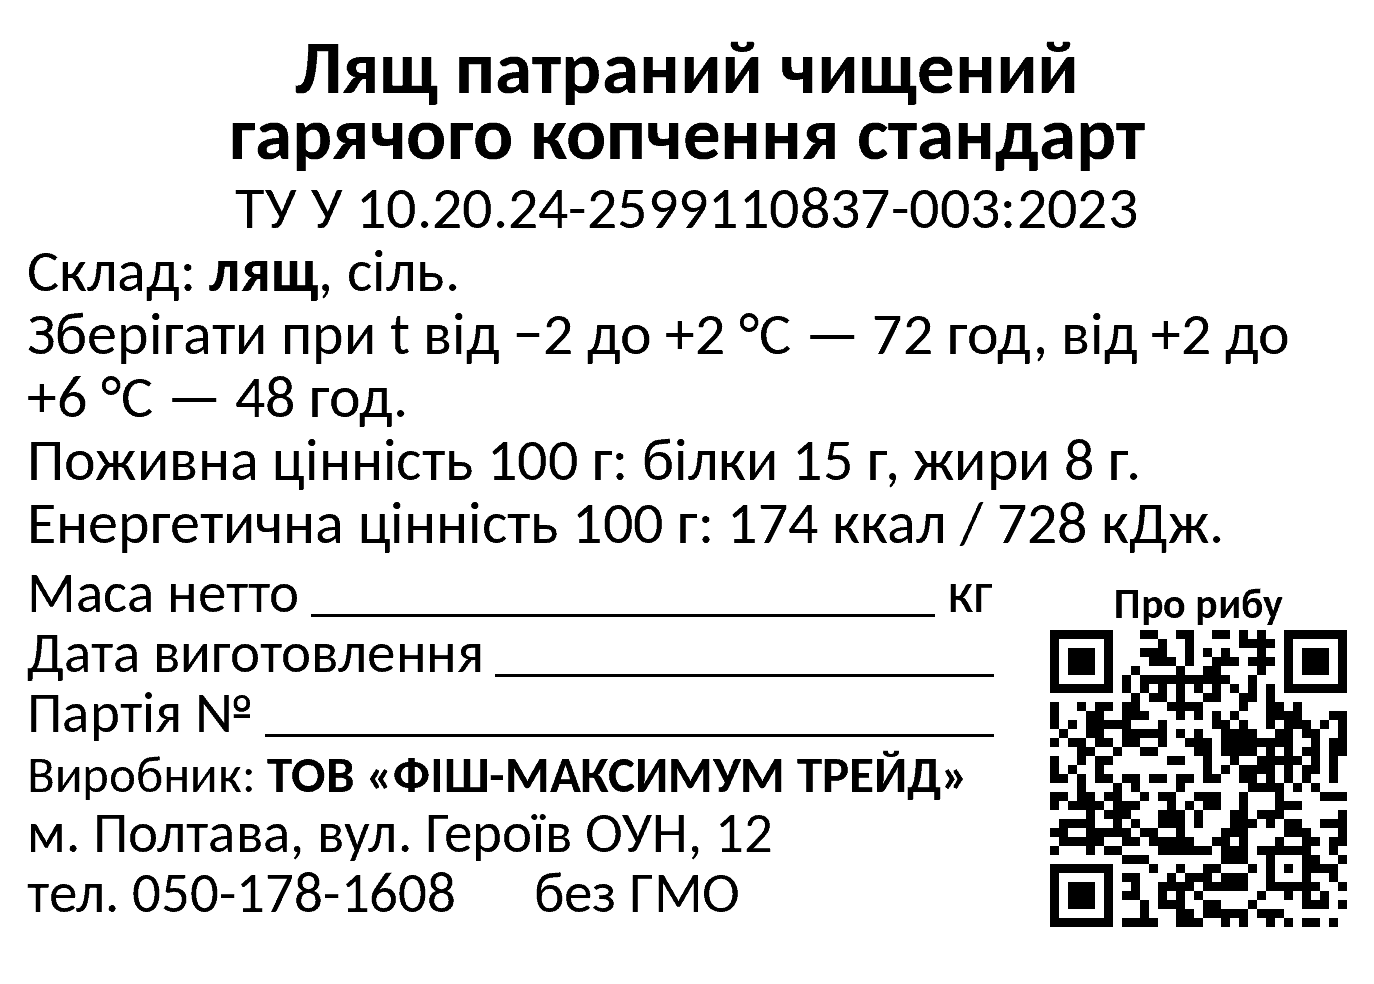 Лящ патраний чищений
гарячого копчення стандарт
ТУ У 10.20.24-2599110837-003:2023
Склад: лящ, сіль.
Зберігати при t від −2 до +2 °C — 72 год, від +2 до
+6 °C — 48 год.
Поживна цінність 100 г: білки 15 г, жири 8 г.
Енергетична цінність 100 г: 174 ккал / 728 кДж.
Маса нетто ______ кг
Дата виготовлення ______
Партія № ______
Про рибу
Виробник: ТОВ «ФІШ-МАКСИМУМ ТРЕЙД»
м. Полтава, вул. Героїв ОУН, 12
тел. 050-178-1608 без ГМО